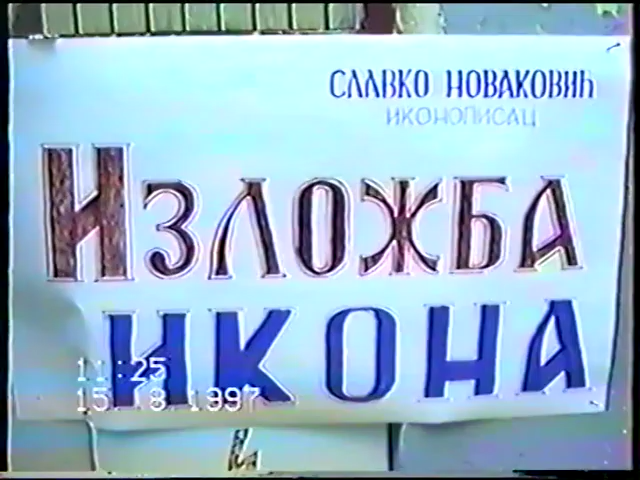 СЛАВКО НОВАКОВИЋ
ИКОНОПИСАЦ
ИЗЛОЖБА
ИКОНА
11:25
15. 8 1997